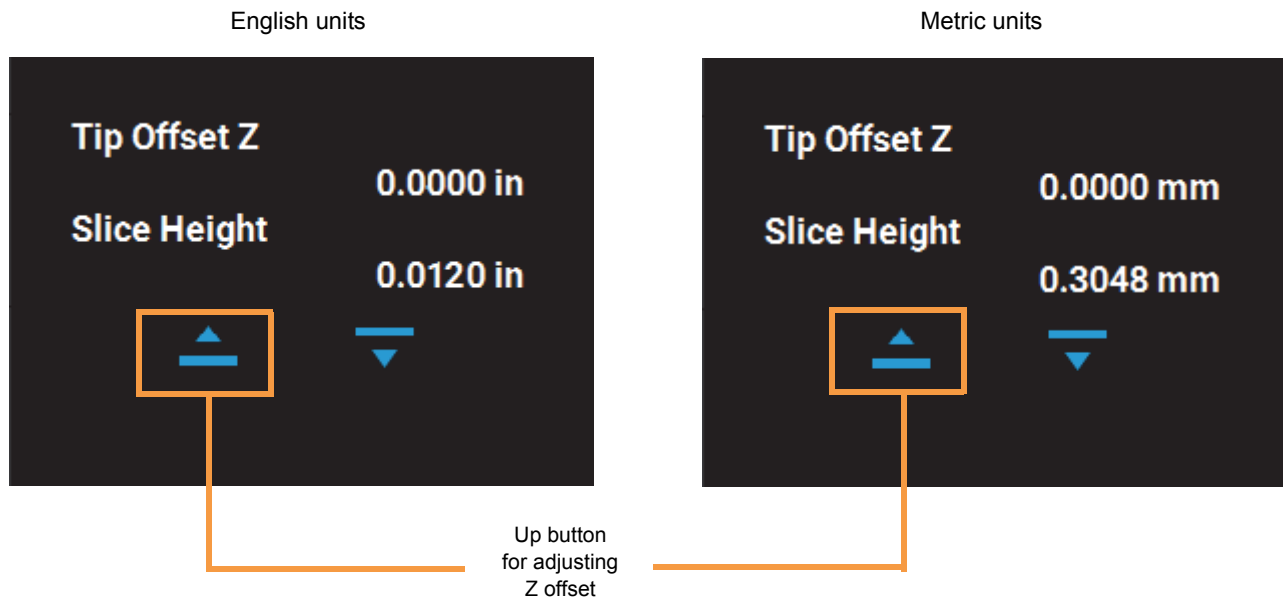 English units
Metric units
Tip Offset Z
0.0000 in
Slice Height
0.0120 in
Tip Offset Z
0.0000 mm
Slice Height
0.3048 mm
Up button
for adjusting
Z offset